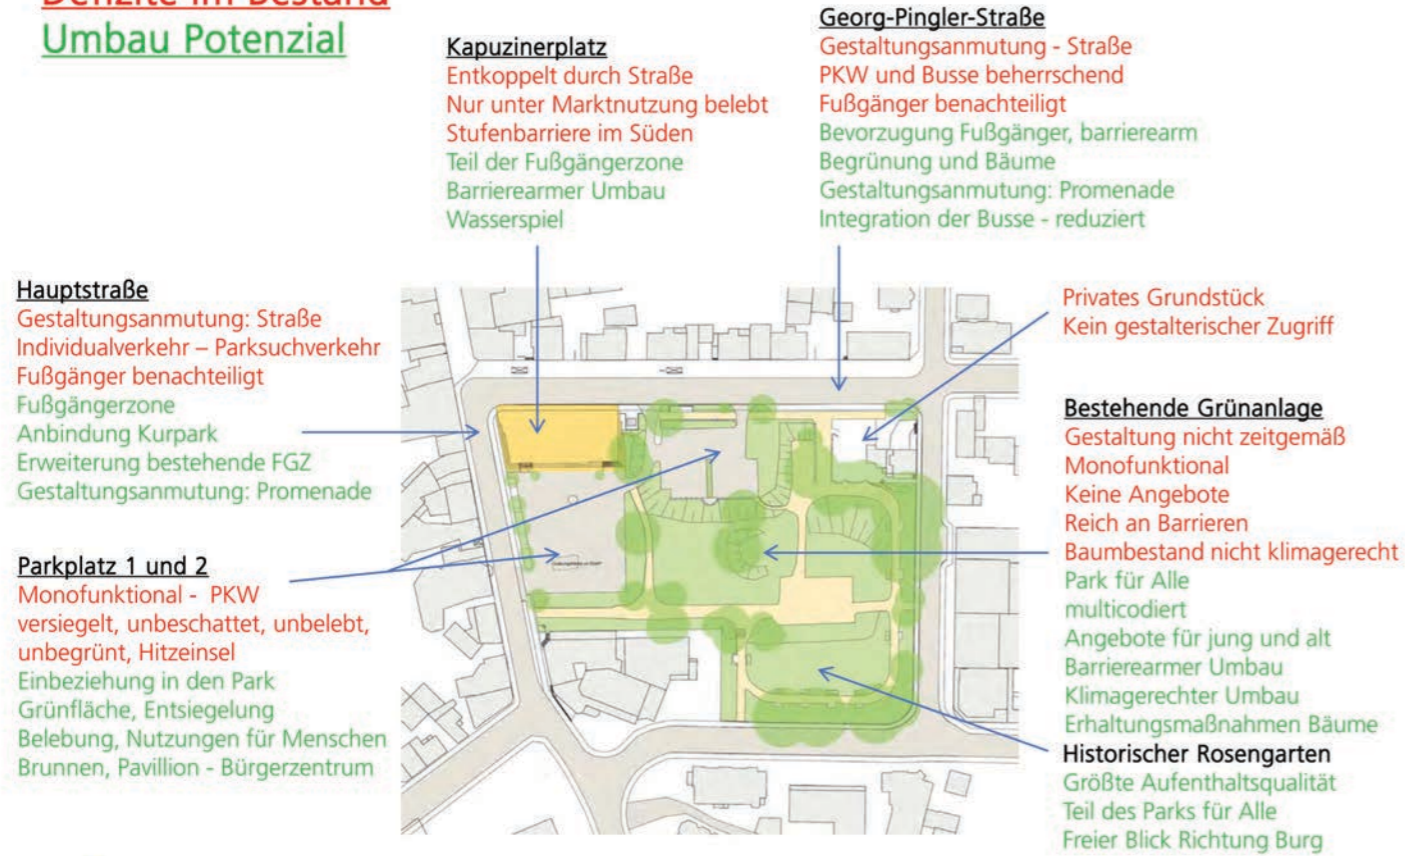 Defizite im Bestand
Umbau Potenzial
Kapuzinerplatz
Entkoppelt durch Straße
Nur unter Marktnutzung belebt
Stufenbarriere im Süden
Teil der Fußgängerzone
Barrierearmer Umbau
Wasserspiel
Georg-Pingler-Straße
Gestaltungsanmutung - Straße
PKW und Busse beherrschend
Fußgänger benachteiligt
Bevorzugung Fußgänger, barrierearm
Begrünung und Bäume
Gestaltungsanmutung: Promenade
Integration der Busse - reduziert
Hauptstraße
Gestaltungsanmutung: Straße
Individualverkehr – Parksuchverkehr
Fußgänger benachteiligt
Fußgängerzone
Anbindung Kurpark
Erweiterung bestehende FGZ
Gestaltungsanmutung: Promenade
Parkplatz 1 und 2
Monofunktional - PKW
versiegelt, unbeschattet, unbelebt,
unbegrünt, Hitzeinsel
Einbeziehung in den Park
Grünfläche, Entsiegelung
Belebung, Nutzungen für Menschen
Brunnen, Pavillion - Bürgerzentrum
Privates Grundstück
Kein gestalterischer Zugriff
Bestehende Grünanlage
Gestaltung nicht zeitgemäß
Monofunktional
Keine Angebote
Reich an Barrieren
Baumbestand nicht klimagerecht
Park für Alle
multicodiert
Angebote für jung und alt
Barrierearmer Umbau
Klimagerechter Umbau
Erhaltungsmaßnahmen Bäume
Historischer Rosengarten
Größte Aufenthaltsqualität
Teil des Parks für Alle
Freier Blick Richtung Burg